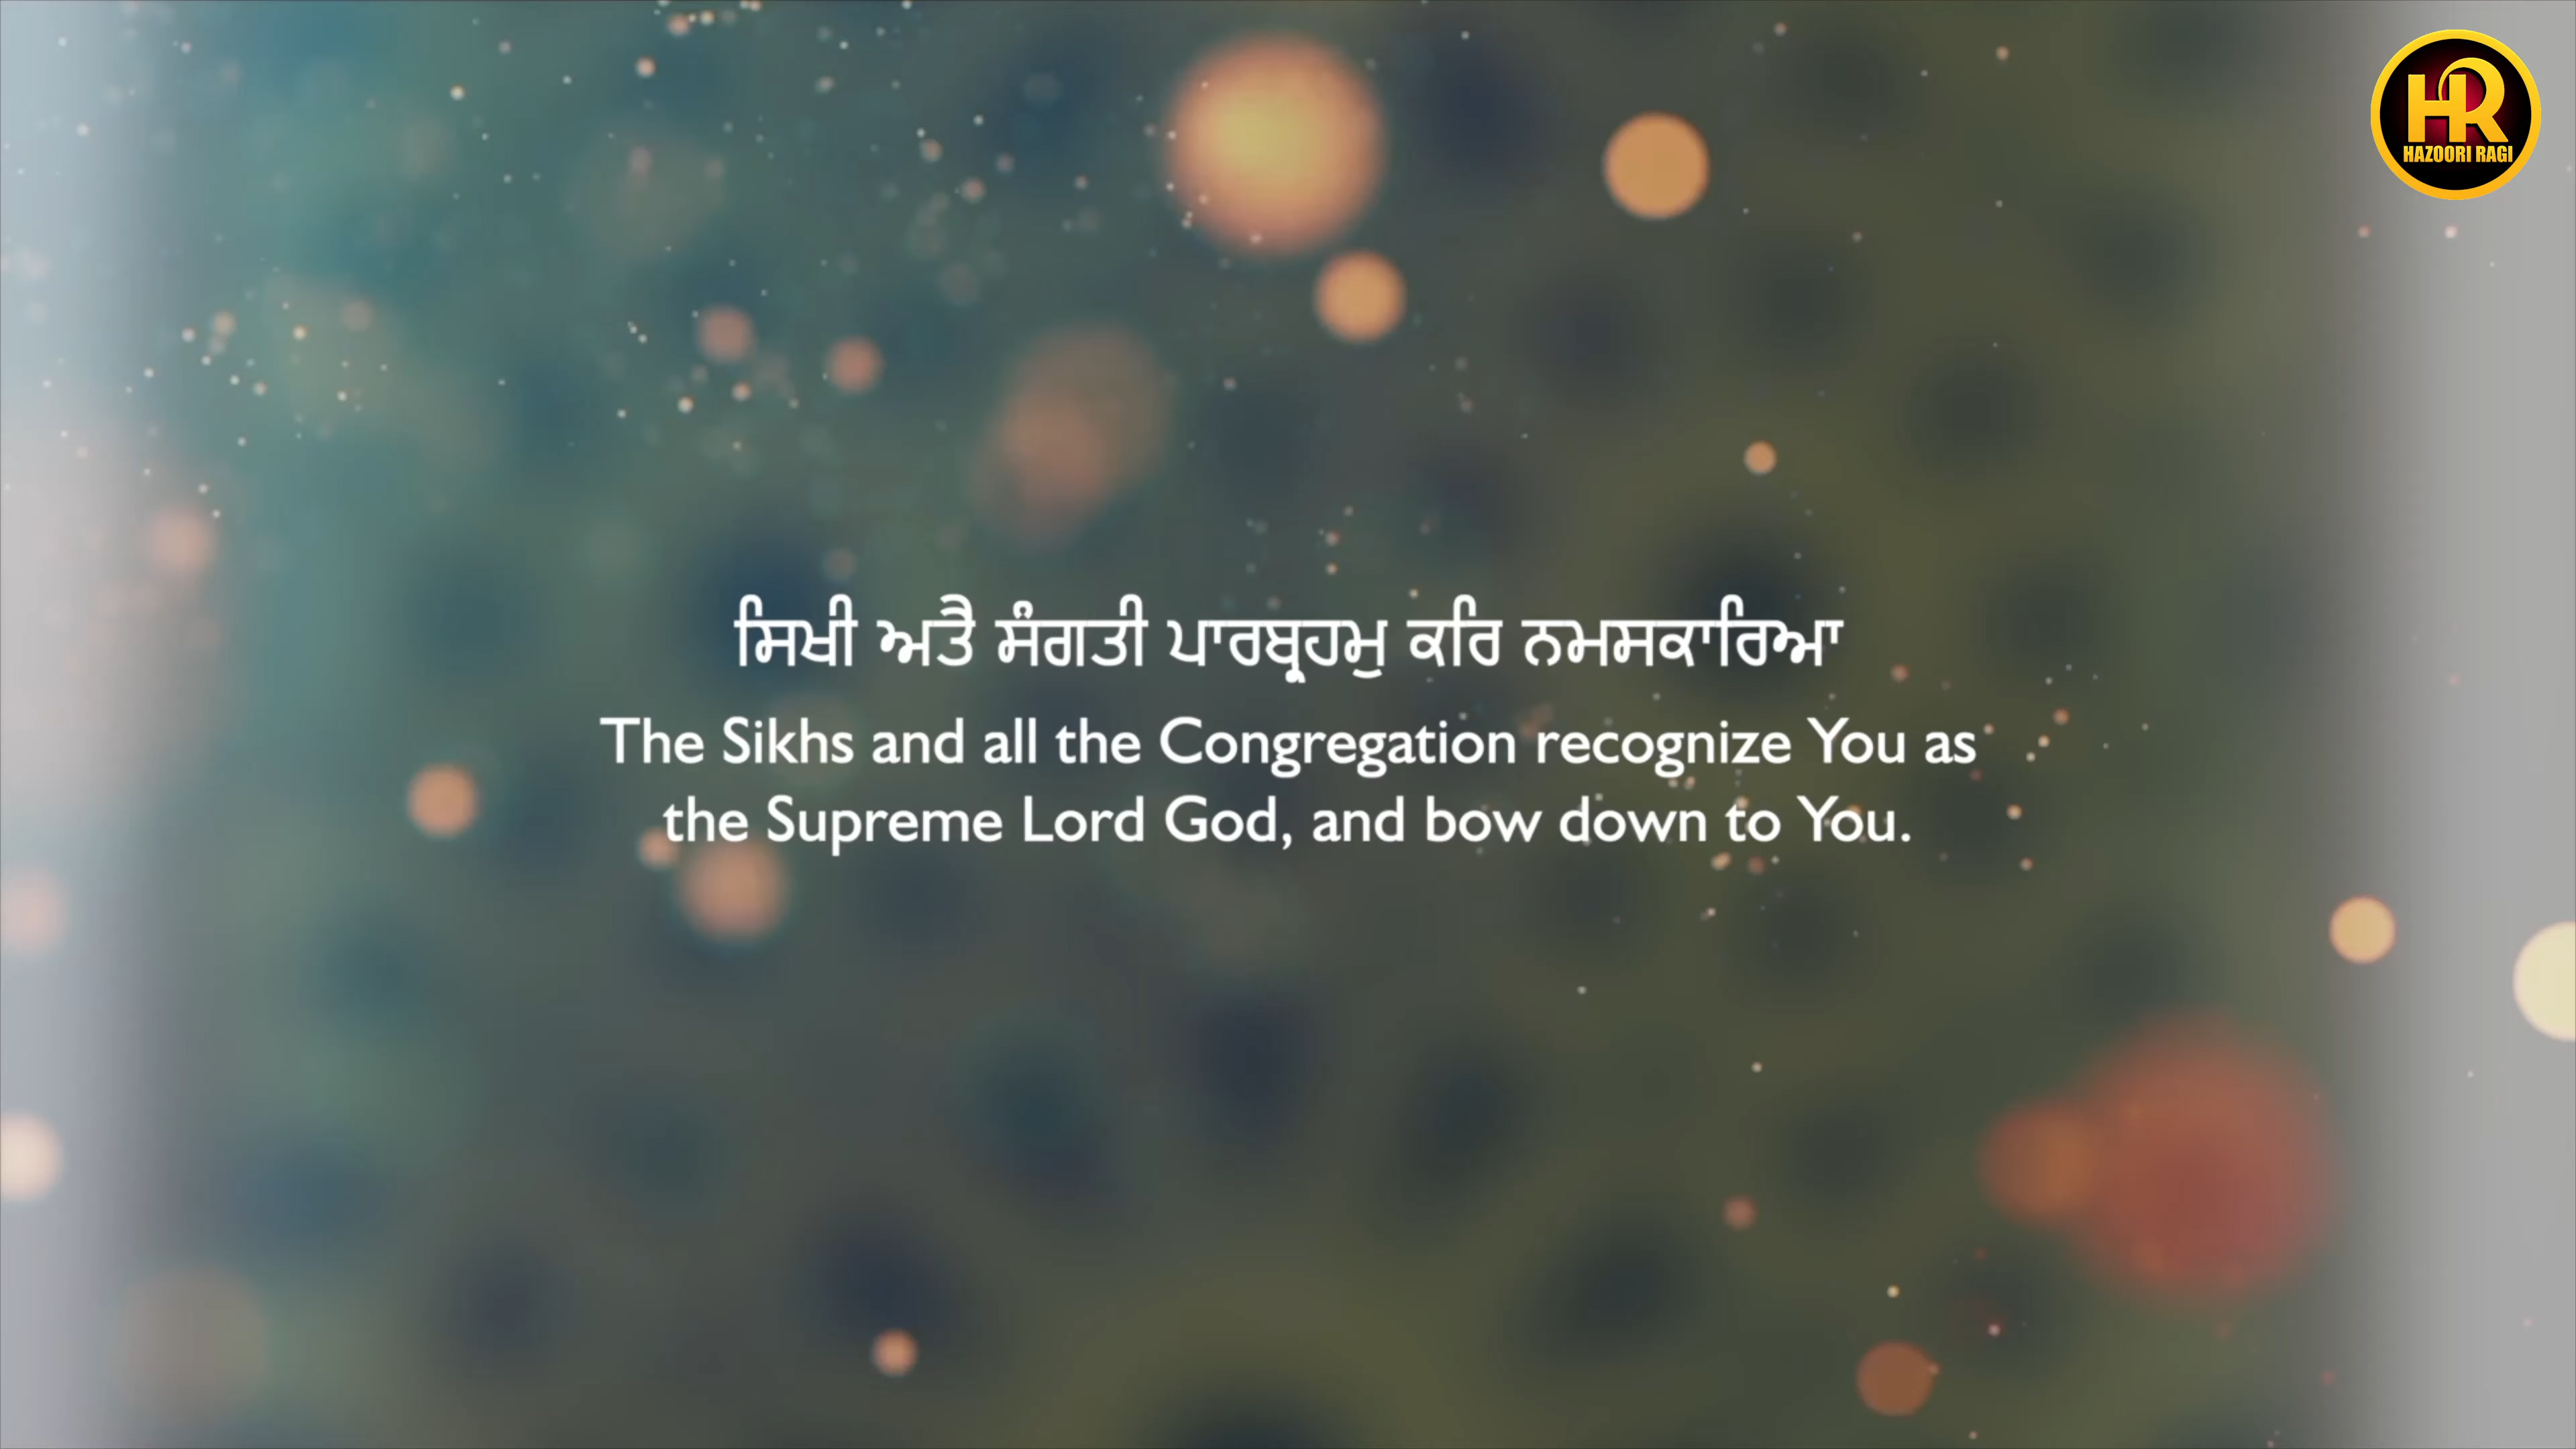 HR
HAZOORI RAGI
ਸਿਖੀ ਅਤੈ ਸੰਗਤੀ ਪਾਰਬ੍ਰਹਮੁ ਕਰਿ ਨਮਸਕਾਰਿਆ
The Sikhs and all the Congregation recognize You as
the Supreme Lord God, and bow down to You.